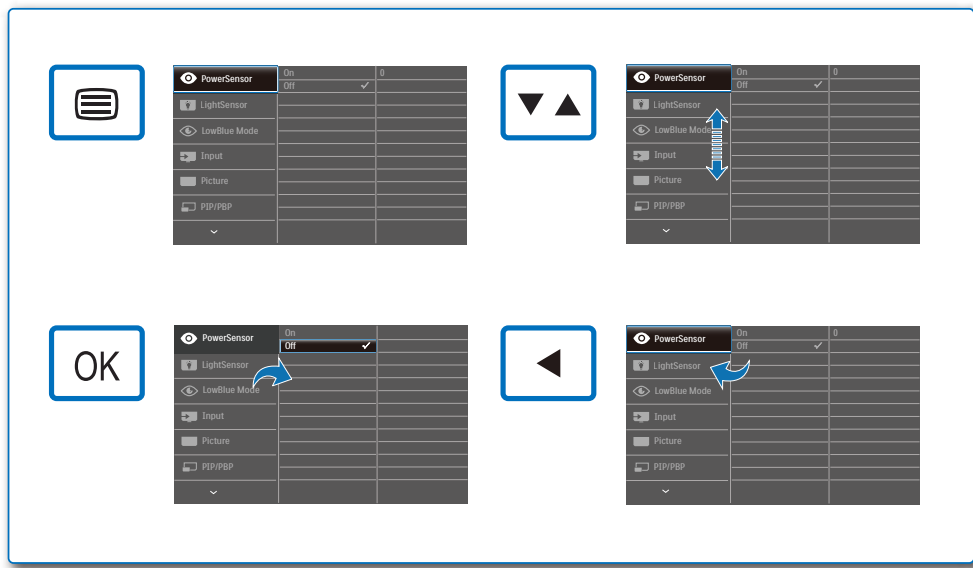 PowerSensor On 0
Off
LightSensor
LowBlue Mode
Input
Picture
PIP/PBP
PowerSensor On 0
Off
LightSensor
LowBlue Mode
Input
Picture
PIP/PBP
OK
PowerSensor On
Off
LightSensor
LowBlue Mode
Input
Picture
PIP/PBP
PowerSensor On 0
Off
LightSensor
LowBlue Mode
Input
Picture
PIP/PBP